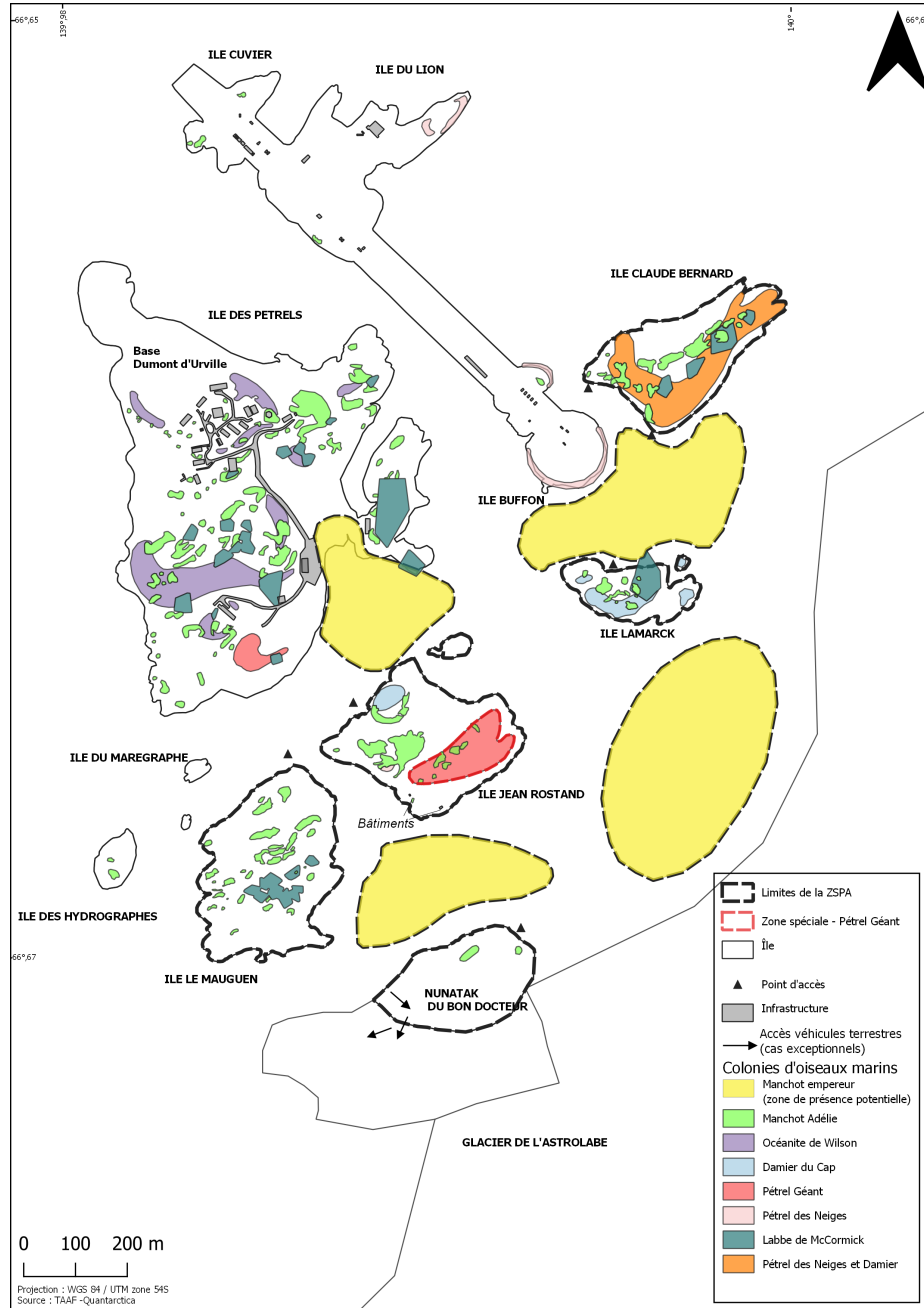 66°,65
139°,98
140°
66°,6
ILE CUVIER
ILE DU LION
ILE CLAUDE BERNARD
ILE DES PETRELS
Base
Dumont d'Urville
ILE BUFFON
ILE LAMARCK
ILE DU MAREGRAPHE
ILE JEAN ROSTAND
Bâtiments
ILE DES HYDROGRAPHES
66°,67
ILE LE MAUGUEN
NUNATAK
DU BON DOCTEUR
GLACIER DE L'ASTROLABE
Limites de la ZSPA
Zone spéciale - Pétrel Géant
Île
Point d'accès
Infrastructure
Accès véhicules terrestres
(cas exceptionnels)
Colonies d'oiseaux marins
Manchot empereur
(zone de présence potentielle)
Manchot Adélie
Océanite de Wilson
Damier du Cap
Pétrel Géant
Pétrel des Neiges
Labbe de McCormick
Pétrel des Neiges et Damier
0 100 200 m
Projection : WGS 84 / UTM zone 54S
Source : TAAF -Quantarctica